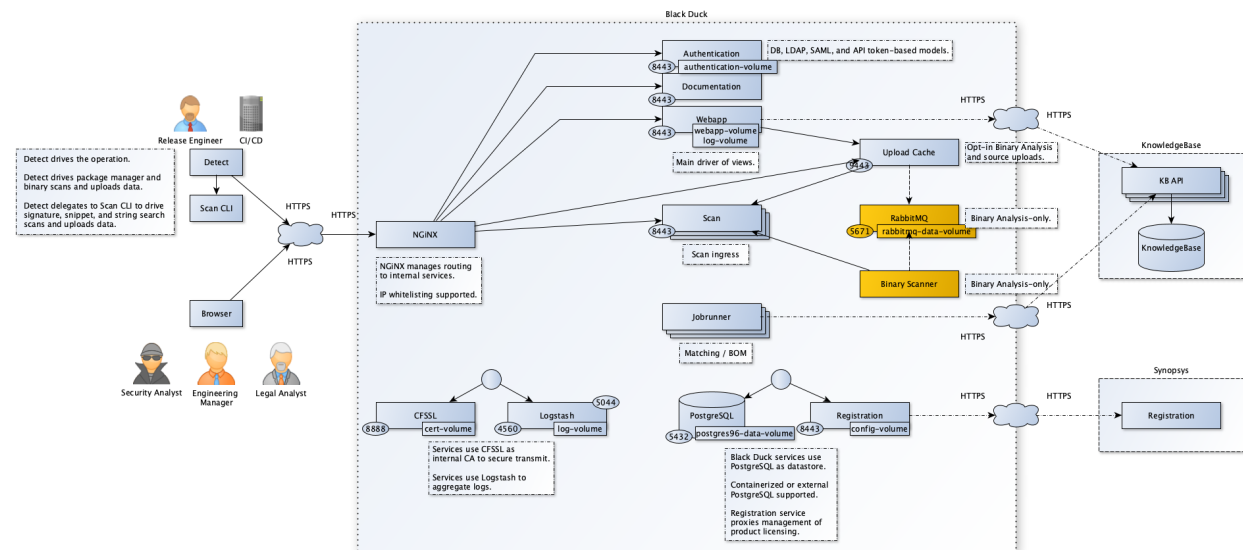 Black Duck
Authentication
DB, LDAP, SAML, and API token-based models.
8443
authentication-volume
Documentation
8443
Webapp
8443
webapp-volume
log-volume
Main driver of views.
HTTPS
HTTPS
Release Engineer
CI/CD
Detect drives the operation.
Detect drives package manager and
binary scans and uploads data.
Detect delegates to Scan CLI to drive
signature, snippet, and string search
scans and uploads data.
Detect
Scan CLI
HTTPS
HTTPS
HTTPS
Browser
Security Analyst
Engineering
Manager
Legal Analyst
NGiNX
NGiNX manages routing
to internal services.
IP whitelisting supported.
Upload Cache
9443
Opt-in Binary Analysis
and source uploads.
Scan
8443
Scan ingress
RabbitMQ
5671
rabbitmq-data-volume
Binary Analysis-only.
Binary Scanner
Binary Analysis-only.
Jobrunner
Matching / BOM
HTTPS
HTTPS
KnowledgeBase
KB API
KnowledgeBase
CFSSL
8888
cert-volume
Logstash
5044
4560
log-volume
Services use CFSSL as
internal CA to secure transmit.
Services use Logstash to
aggregate logs.
PostgreSQL
5432
postgres96-data-volume
Registration
8443
config-volume
Black Duck services use
PostgreSQL as datastore.
Containerized or external
PostgreSQL supported.
Registration service
proxies management of
product licensing.
HTTPS
HTTPS
Synopsys
Registration